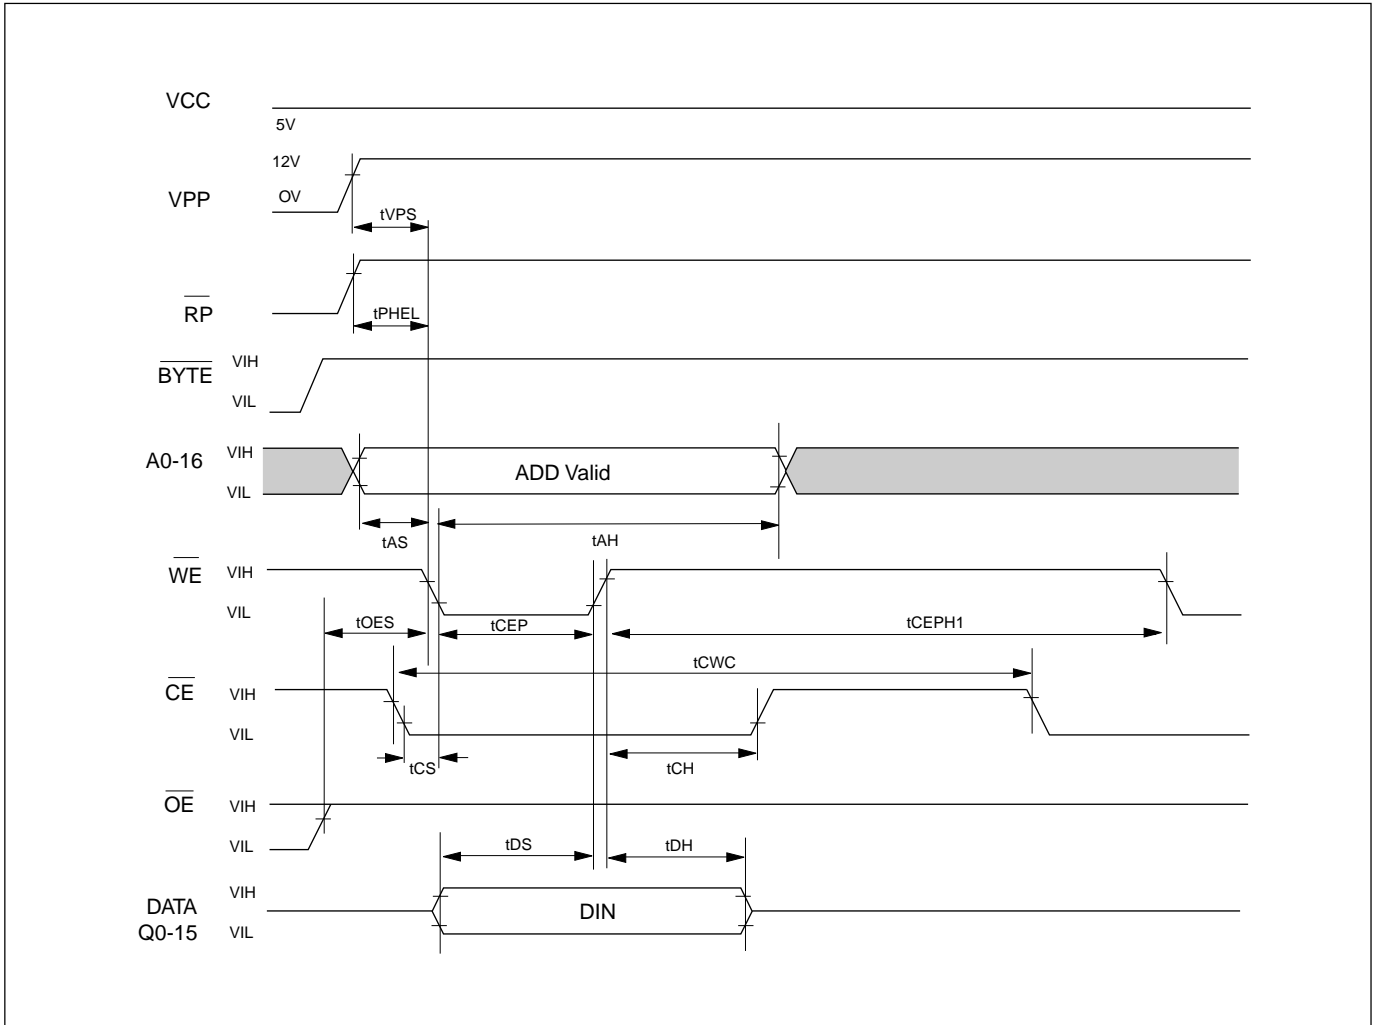 VCC
5V
12V
VPP
OV
tVPS
RP
tPHEL
BYTE
VIH
VIL
A0-16
VIH
VIL
ADD Valid
tAS
tAH
WE
VIH
VIL
tOES
tCEP
tCEPH1
tCWC
CE
VIH
VIL
tCS
tCH
OE
VIH
VIL
tDS
tDH
DATA
Q0-15
VIH
VIL
DIN